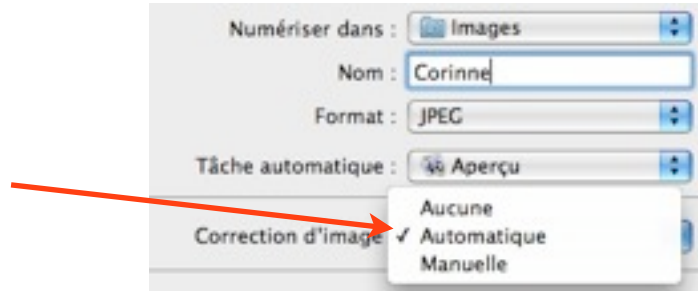 Numériser dans : Images
Nom : Corinne
Format : JPEG
Tâche automatique : Aperçu
Aucune
Correction d'image ✓ Automatique
Manuelle